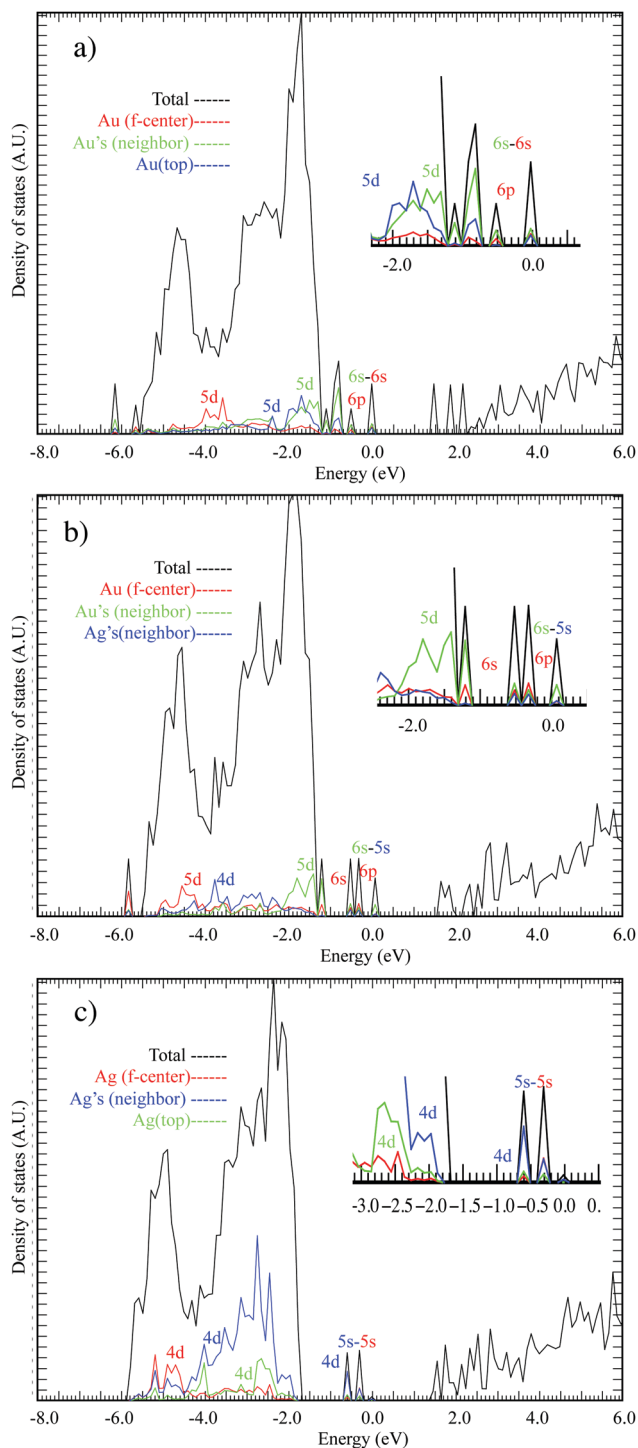 a)
Density of states (A.U.)
Total ------
Au (f-center)------
Au's (neighbor)------
Au(top)------
5d
5d
6s-6s
6p
-2.0
0.0
5d
5d
5d
6s-6s
6p
-8.0
-6.0
-4.0
-2.0
0.0
2.0
4.0
6.0
Energy (eV)
b)
Density of states (A.U.)
Total ------
Au (f-center)------
Au's (neighbor)------
Ag's(neighbor)------
5d
6s
6s-5s
6p
-2.0
0.0
5d
4d
5d
6s
6s-5s
6p
-8.0
-6.0
-4.0
-2.0
0.0
2.0
4.0
6.0
Energy (eV)
c)
Density of states (A.U.)
Total ------
Ag (f-center)------
Ag's (neighbor)------
Ag(top)------
4d
4d
5s-5s
4d
-3.0
-2.5
-2.0
-1.5
-1.0
-0.5
0.0
0.
4d
4d
4d
5s-5s
4d
-8.0
-6.0
-4.0
-2.0
0.0
2.0
4.0
6.0
Energy (eV)